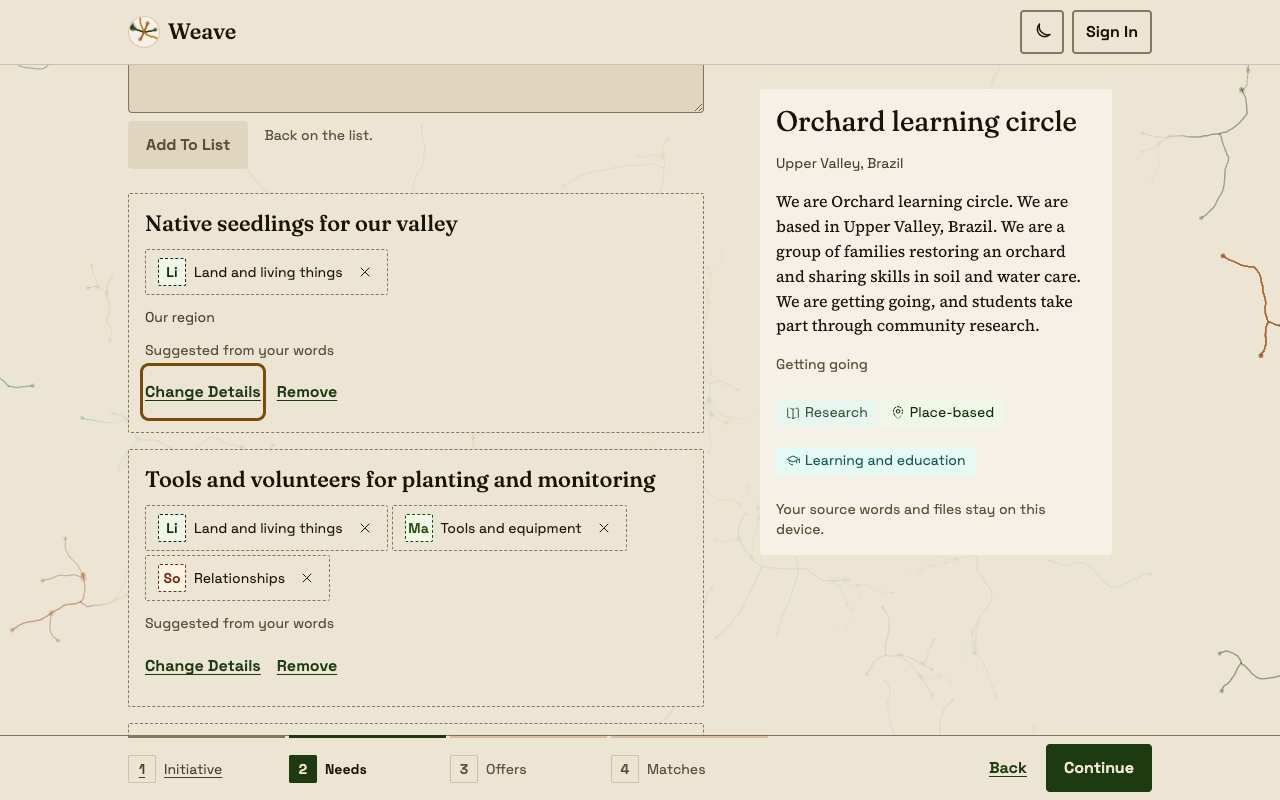 Weave
Sign In
Add To List
Back on the list.
Native seedlings for our valley
Li Land and living things
Our region
Suggested from your words
Change Details Remove
Tools and volunteers for planting and monitoring
Li Land and living things Ma Tools and equipment
So Relationships
Suggested from your words
Change Details Remove
Orchard learning circle
Upper Valley, Brazil
We are Orchard learning circle. We are
based in Upper Valley, Brazil. We are a
group of families restoring an orchard
and sharing skills in soil and water care.
We are getting going, and students take
part through community research.
Getting going
Research Place-based
Learning and education
Your source words and files stay on this
device.
1 Initiative 2 Needs 3 Offers 4 Matches
Back Continue